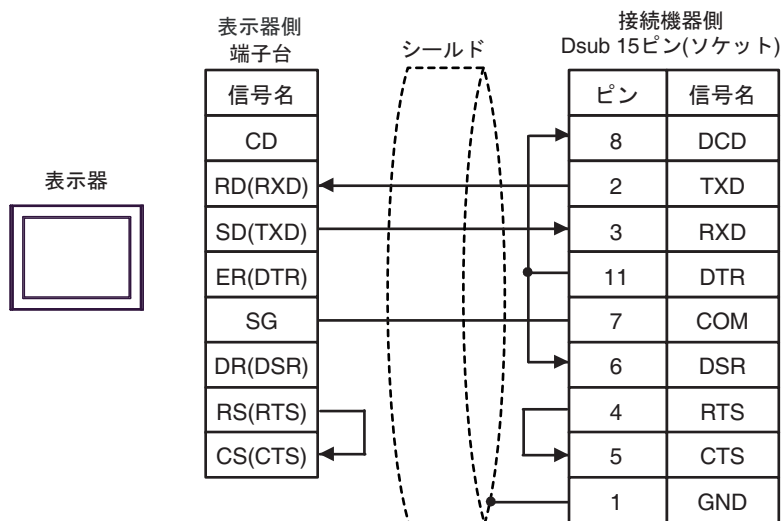 表示器側
端子台
シールド
接続機器側
Dsub 15ピン(ソケット)
表示器
信号名
CD
RD(RXD)
SD(TXD)
ER(DTR)
SG
DR(DSR)
RS(RTS)
CS(CTS)
ピン 信号名
8 DCD
2 TXD
3 RXD
11 DTR
7 COM
6 DSR
4 RTS
5 CTS
1 GND